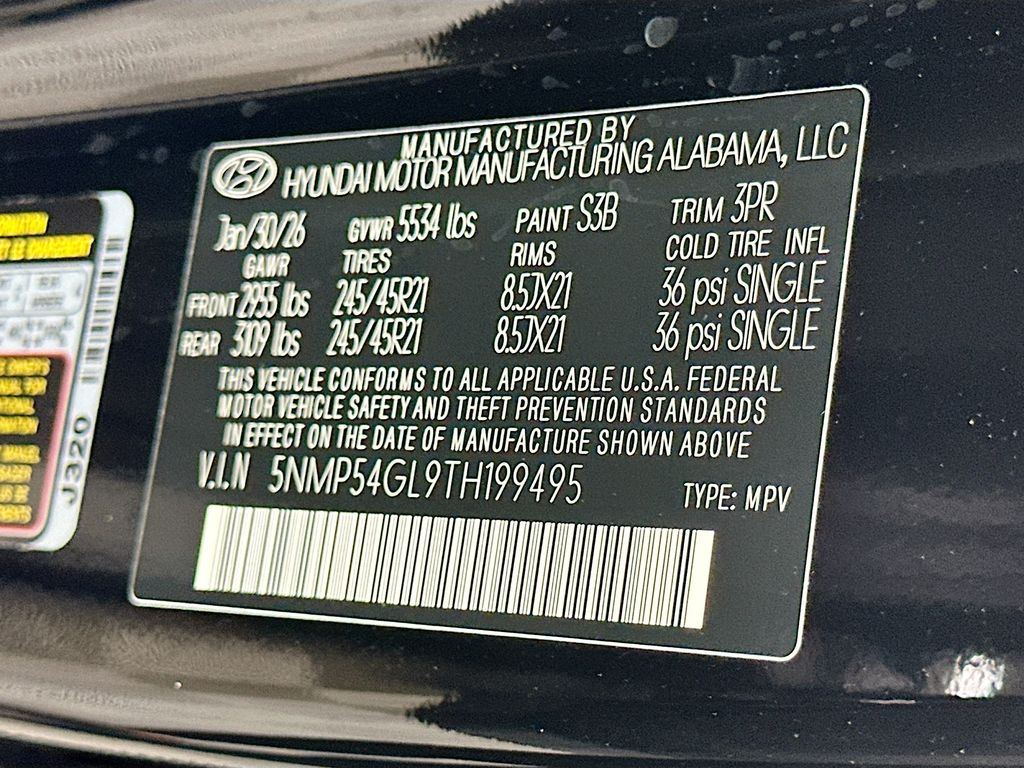 MANUFACTURED BY
HYUNDAI MOTOR MANUFACTURING ALABAMA, LLC
Jan/30/26 GVWR 5534 lbs PAINT S3B TRIM 3PR
GAWR TIRES RIMS COLD TIRE INFL
FRONT 2955 lbs 245/45R21 8.5JX21 36 psi SINGLE
REAR 3109 lbs 245/45R21 8.5JX21 36 psi SINGLE
THIS VEHICLE CONFORMS TO ALL APPLICABLE U.S.A. FEDERAL
MOTOR VEHICLE SAFETY AND THEFT PREVENTION STANDARDS
IN EFFECT ON THE DATE OF MANUFACTURE SHOWN ABOVE
V.I.N 5NMP54GL9TH199495 TYPE: MPV
J320